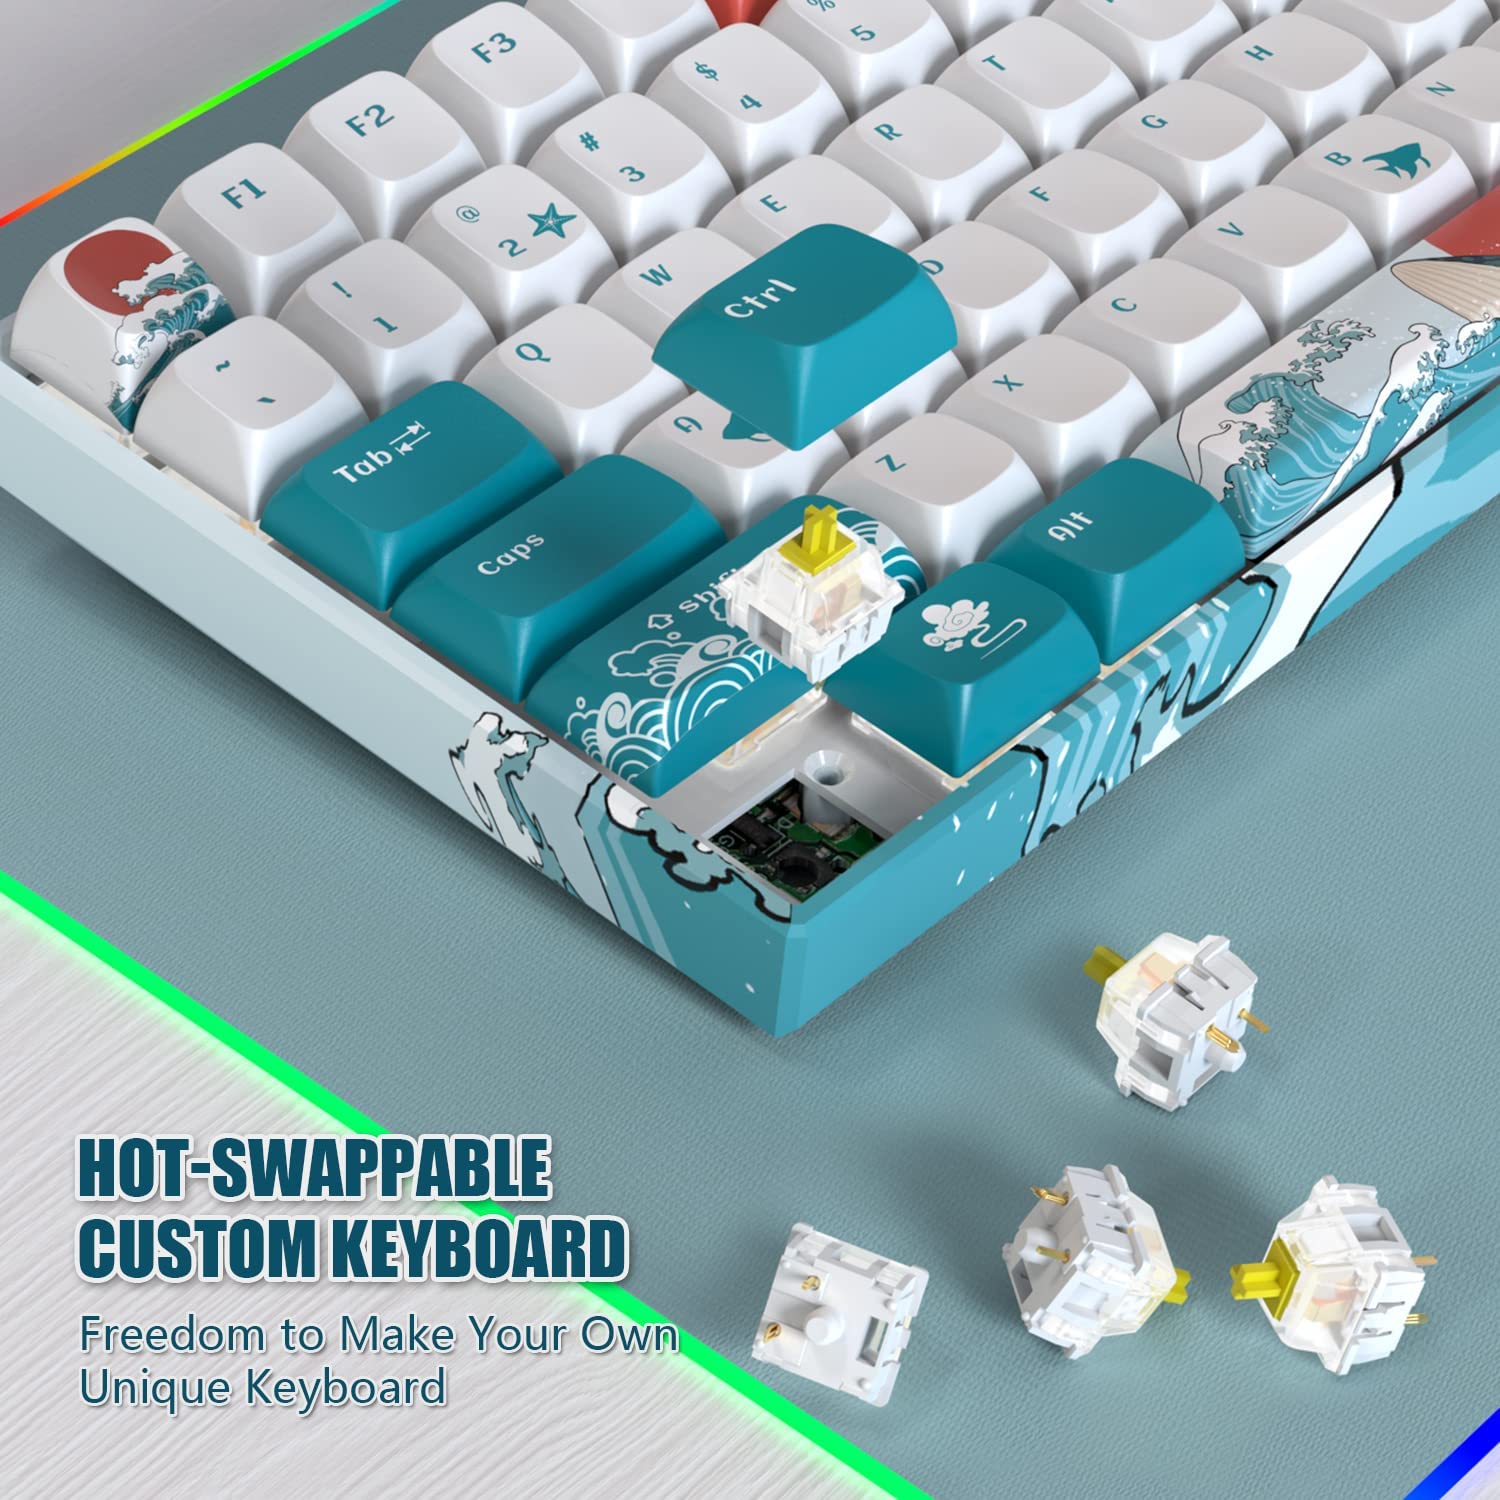 F3
F2
F1
%
5
$
4
#
3
@
2
!
1
~
`
T
R
E
W
Q
H
G
F
D
A
N
B
V
C
X
Z
Ctrl
Tab
Caps
Shift
Alt
G
HOT-SWAPPABLE
CUSTOM KEYBOARD
Freedom to Make Your Own
Unique Keyboard